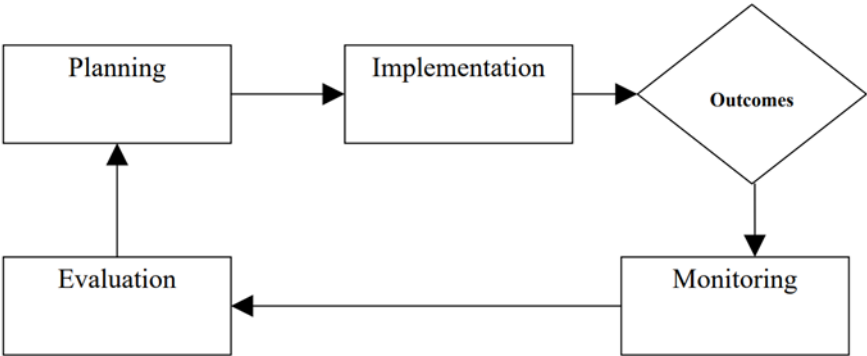 Planning
Implementation
Outcomes
Evaluation
Monitoring